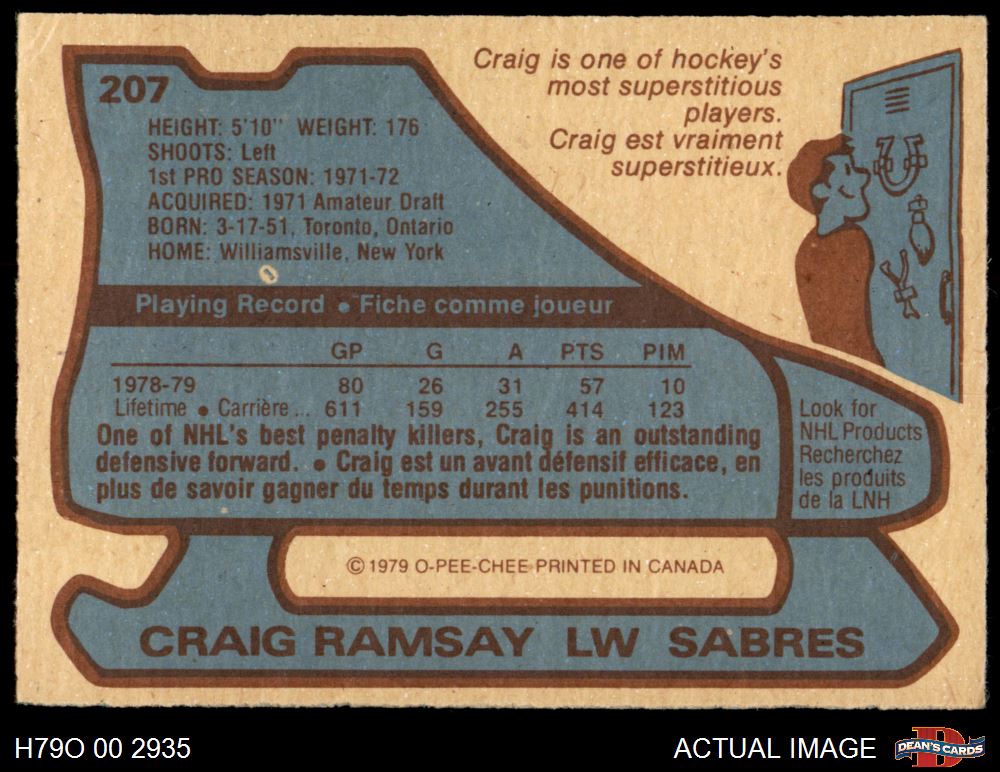 207
Craig is one of hockey's
most superstitious
players.
Craig est vraiment
superstitieux.
HEIGHT: 5'10" WEIGHT: 176
SHOOTS: Left
1st PRO SEASON: 1971-72
ACQUIRED: 1971 Amateur Draft
BORN: 3-17-51, Toronto, Ontario
HOME: Williamsville, New York
Playing Record • Fiche comme joueur
GP G A PTS PIM
1978-79 80 26 31 57 10
Lifetime • Carrière... 611 159 255 414 123
One of NHL's best penalty killers, Craig is an outstanding
defensive forward. • Craig est un avant défensif efficace, en
plus de savoir gagner du temps durant les punitions.
Look for
NHL Products
Recherchez
les produits
de la LNH
© 1979 O-PEE-CHEE PRINTED IN CANADA
CRAIG RAMSAY LW SABRES
H79O 00 2935
ACTUAL IMAGE
D
DEAN'S CARDS